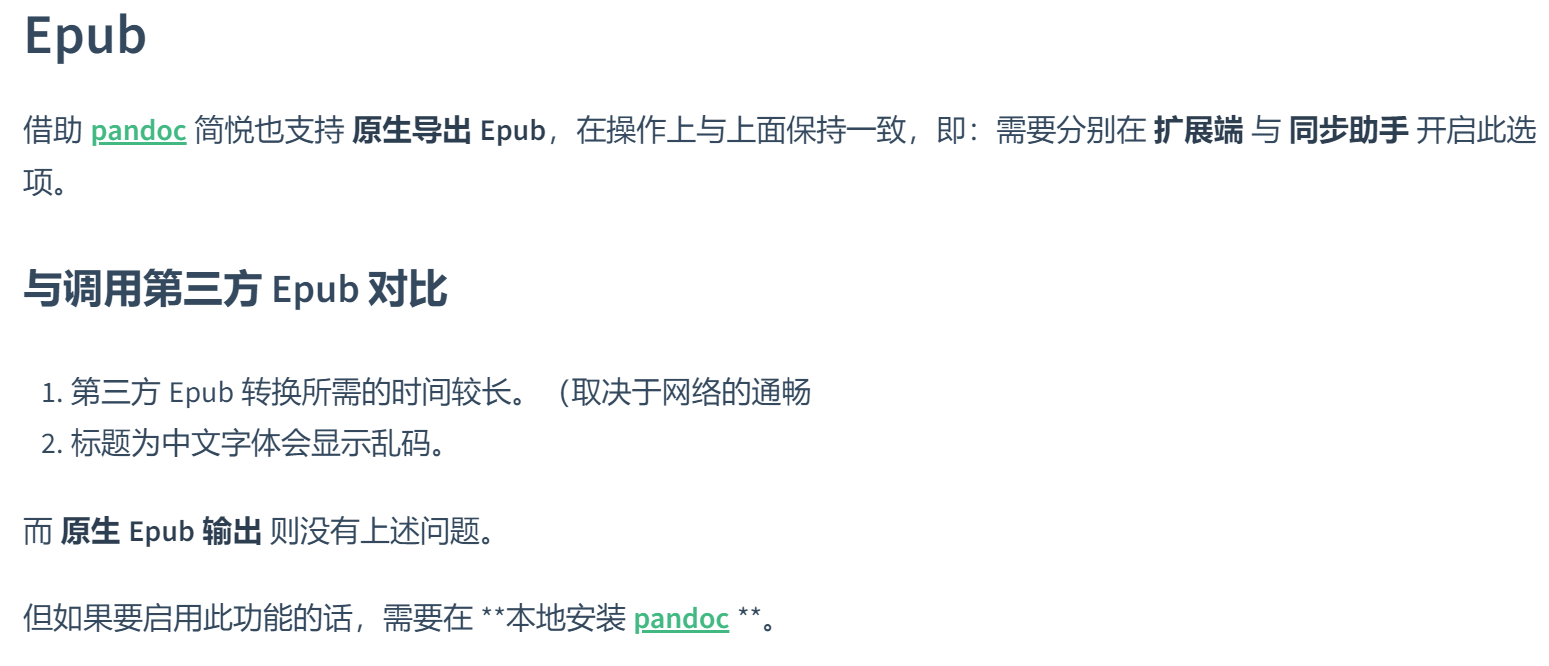 Epub
借助 pandoc 简悦也支持 原生导出 Epub，在操作上与上面保持一致，即：需要分别在 扩展端 与 同步助手 开启此选
项。
与调用第三方 Epub 对比
1. 第三方 Epub 转换所需的时间较长。（取决于网络的通畅
2. 标题为中文字体会显示乱码。
而 原生 Epub 输出 则没有上述问题。
但如果要启用此功能的话，需要在 **本地安装 pandoc **。